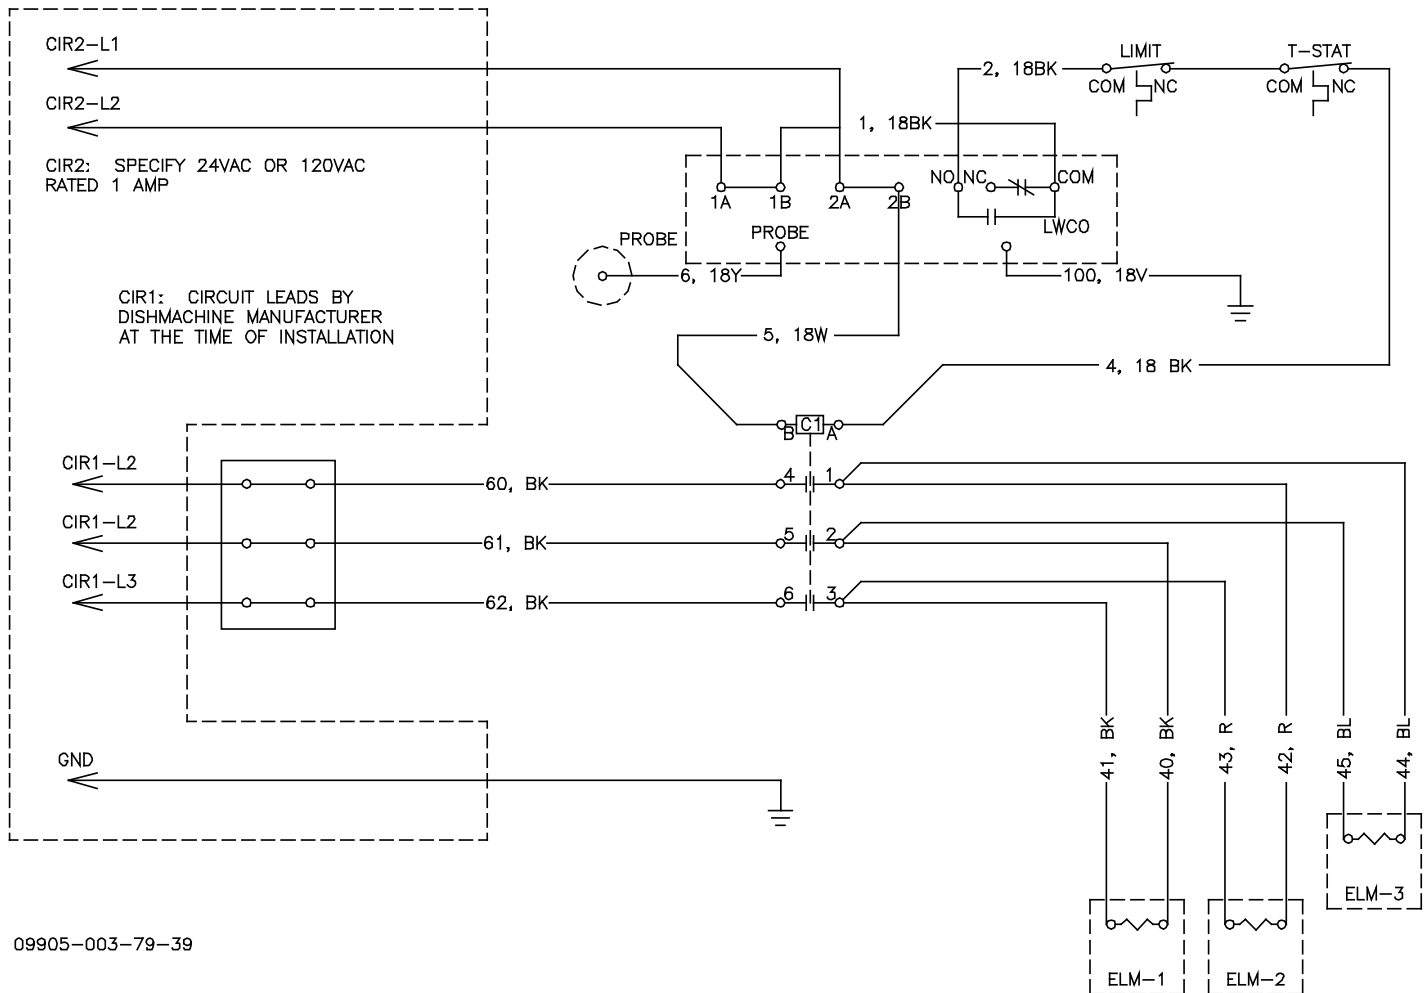 CIR2-L1
LIMIT
T-STAT
2, 18BK
COM
NC
COM
NC
CIR2-L2
1, 18BK
CIR2: SPECIFY 24VAC OR 120VAC
RATED 1 AMP
NO
NC
COM
1A
1B
2A
2B
LWCO
PROBE
PROBE
6, 18Y
100, 18V
CIR1: CIRCUIT LEADS BY
DISHMACHINE MANUFACTURER
AT THE TIME OF INSTALLATION
5, 18W
4, 18 BK
B
C1
A
CIR1-L2
60, BK
4
1
CIR1-L2
61, BK
5
2
CIR1-L3
62, BK
6
3
GND
41, BK
40, BK
43, R
42, R
45, BL
44, BL
ELM-3
09905-003-79-39
ELM-1
ELM-2